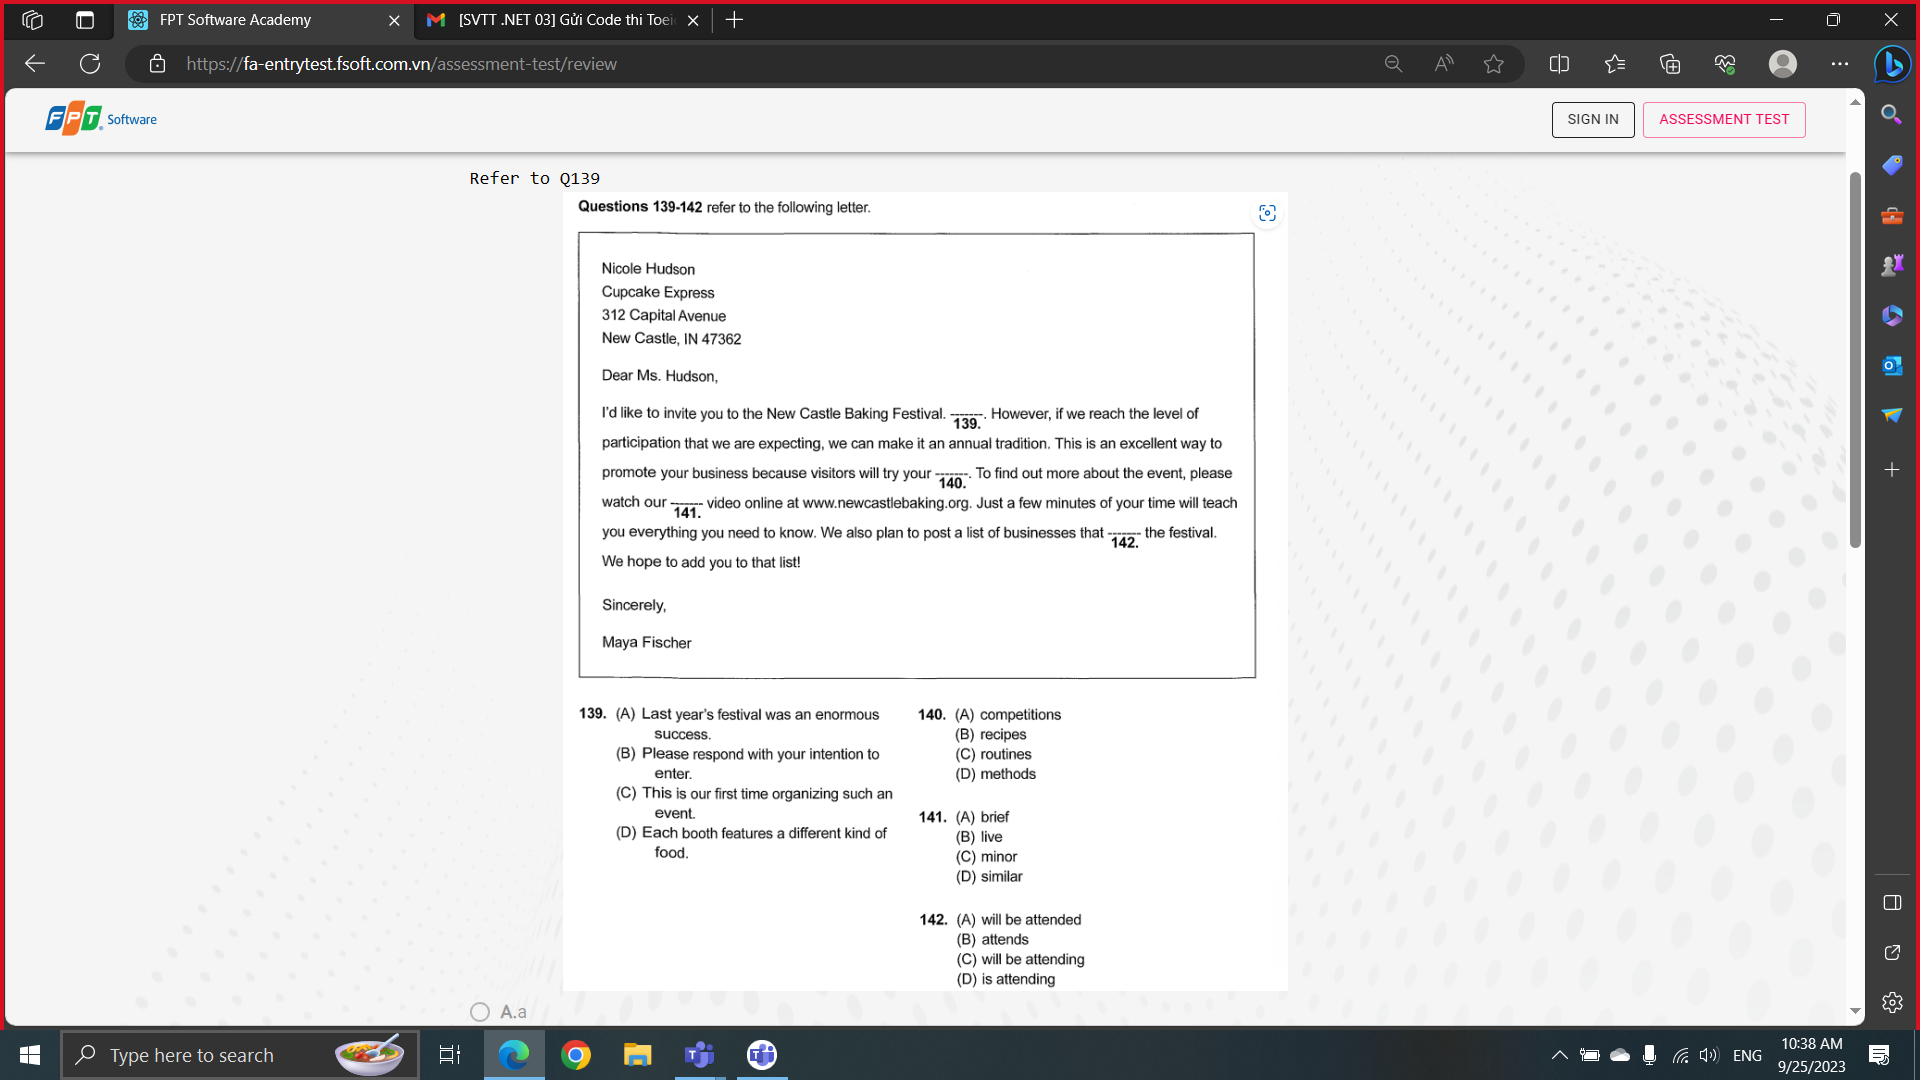 FPT Software Academy
[SVTT .NET 03] Gửi Code thi Toei
https://fa-entrytest.fsoft.com.vn/assessment-test/review
FPT Software
SIGN IN
ASSESSMENT TEST
Refer to Q139
Questions 139-142 refer to the following letter.
Nicole Hudson
Cupcake Express
312 Capital Avenue
New Castle, IN 47362
Dear Ms. Hudson,
I'd like to invite you to the New Castle Baking Festival. -------. However, if we reach the level of
139.
participation that we are expecting, we can make it an annual tradition. This is an excellent way to
promote your business because visitors will try your -------. To find out more about the event, please
140.
watch our ------- video online at www.newcastlebaking.org. Just a few minutes of your time will teach
141.
you everything you need to know. We also plan to post a list of businesses that ------- the festival.
142.
We hope to add you to that list!
Sincerely,
Maya Fischer
139. (A) Last year's festival was an enormous
success.
(B) Please respond with your intention to
enter.
(C) This is our first time organizing such an
event.
(D) Each booth features a different kind of
food.
140. (A) competitions
(B) recipes
(C) routines
(D) methods
141. (A) brief
(B) live
(C) minor
(D) similar
142. (A) will be attended
(B) attends
(C) will be attending
(D) is attending
A.a
Type here to search
ENG
10:38 AM
9/25/2023